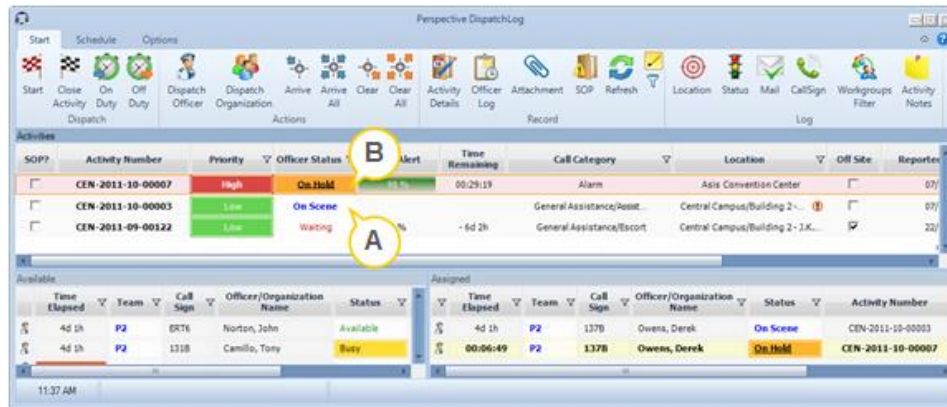 Perspective DispatchLog
Start Schedule Options
Start Close Activity On Duty Off Duty Dispatch Officer Dispatch Organization Arrive Arrive All Clear Clear All Activity Details Officer Log Attachment SOP Refresh Location Status Mail CallSign Workgroups Filter Activity Notes
Dispatch Actions Record Log
Activities
SOP? Activity Number Priority Officer Status B Alert Time Remaining Call Category Location Off Site Reporte
CEN-2011-10-00007 High On Hold 00:29:19 Alarm Asis Convention Center 07/
CEN-2011-10-00003 Low On Scene General Assistance/Assist... Central Campus/Building 2-... 07/
CEN-2011-09-00122 Low Waiting A % - 6d 2h General Assistance/Escort Central Campus/Building 2- J.K... 22/
Available Assigned
Time Elapsed Team Call Sign Officer/Organization Name Status Time Elapsed Team Call Sign Officer/Organization Name Status Activity Number
4d 1h P2 ERT6 Norton, John Available 4d 1h P2 137B Owens, Derek On Scene CEN-2011-10-00003
4d 1h P2 131B Camillo, Tony Busy 00:06:49 P2 137B Owens, Derek On Hold CEN-2011-10-00007
11:37 AM